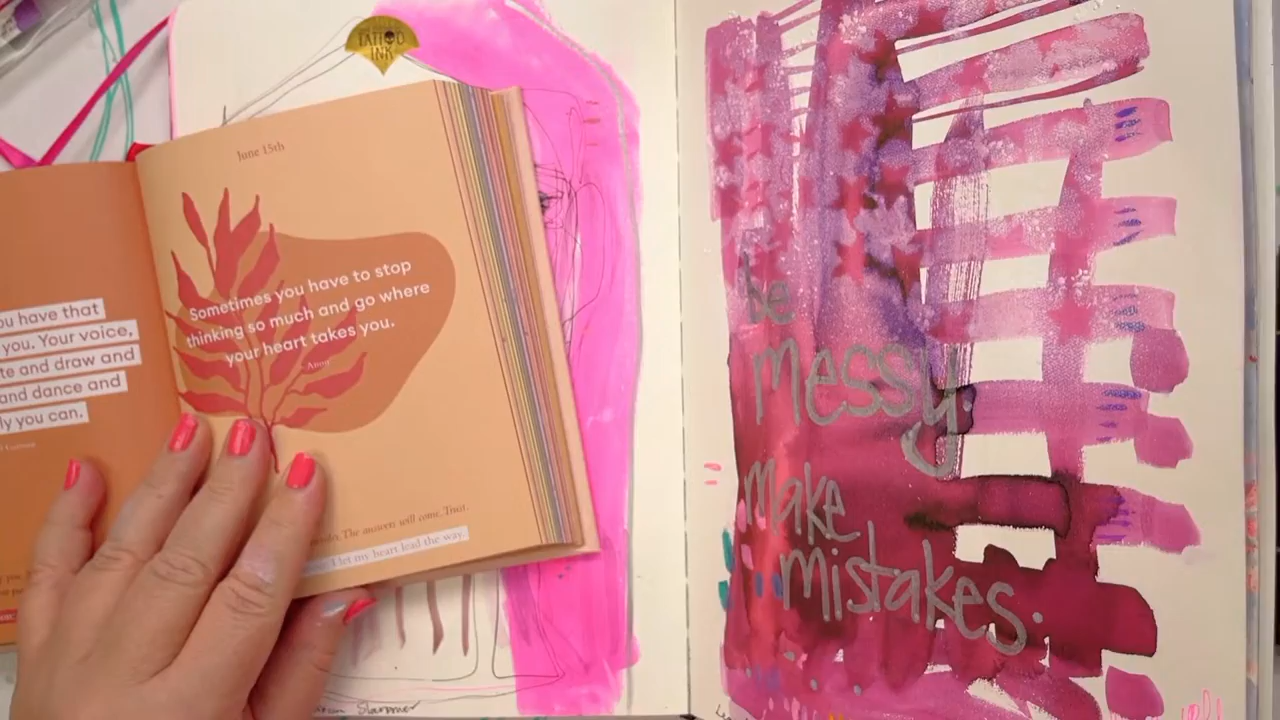 TATTOO
INK
June 15th
Sometimes you have to stop
thinking so much and go where
your heart takes you.
- Anon
The answers will come. Trust.
I let my heart lead the way.
you have that
you. Your voice,
and draw and
and dance and
you can.
be
messy.
Make
mistakes.